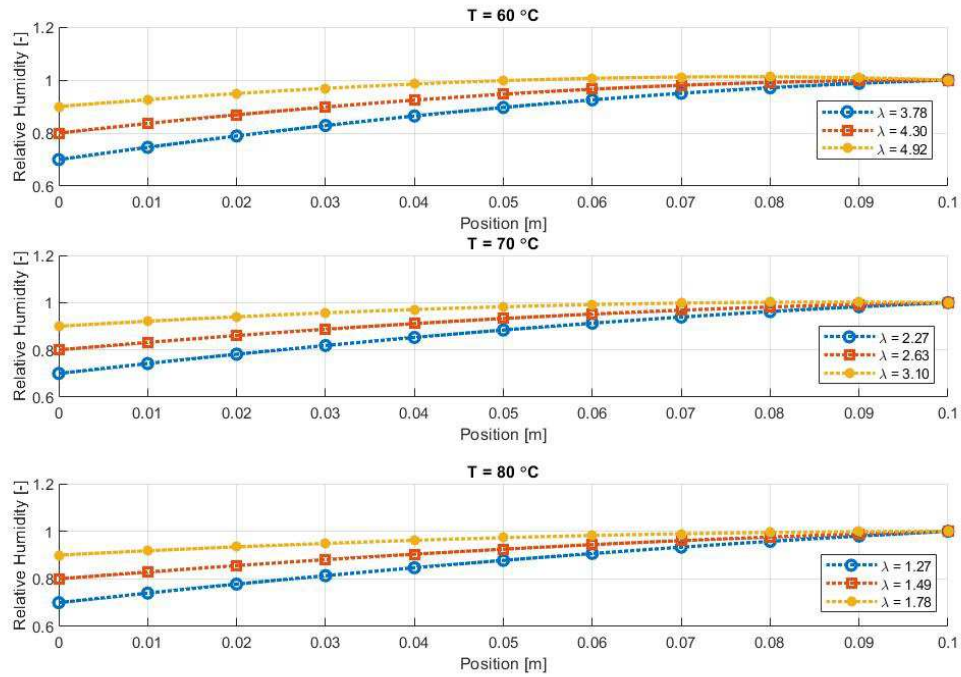 T = 60 °C
Relative Humidity [-]
1.2
1
0.8
0.6
λ = 3.78
λ = 4.30
λ = 4.92
0 0.01 0.02 0.03 0.04 0.05 0.06 0.07 0.08 0.09 0.1
Position [m]
T = 70 °C
Relative Humidity [-]
1.2
1
0.8
0.6
λ = 2.27
λ = 2.63
λ = 3.10
0 0.01 0.02 0.03 0.04 0.05 0.06 0.07 0.08 0.09 0.1
Position [m]
T = 80 °C
Relative Humidity [-]
1.2
1
0.8
0.6
λ = 1.27
λ = 1.49
λ = 1.78
0 0.01 0.02 0.03 0.04 0.05 0.06 0.07 0.08 0.09 0.1
Position [m]